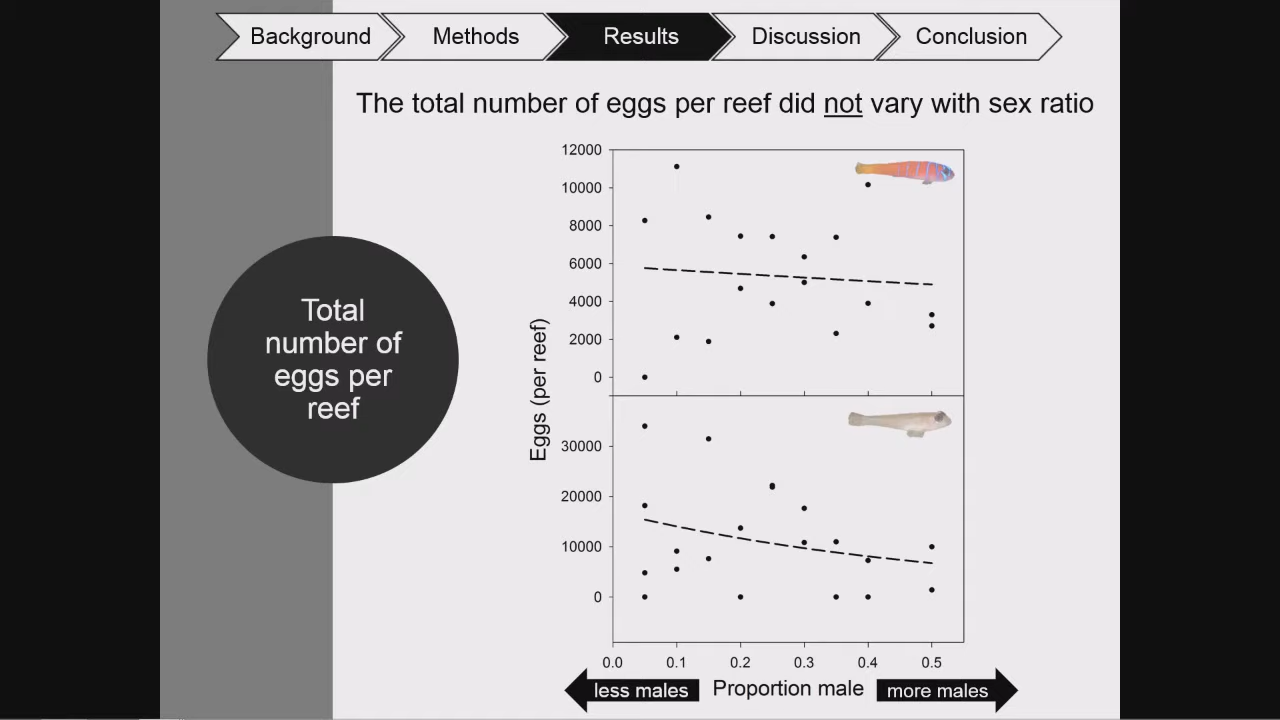 Background Methods Results Discussion Conclusion
The total number of eggs per reef did not vary with sex ratio
Total
number of
eggs per
reef
Eggs (per reef)
12000
10000
8000
6000
4000
2000
0
30000
20000
10000
0
0.0 0.1 0.2 0.3 0.4 0.5
less males Proportion male more males